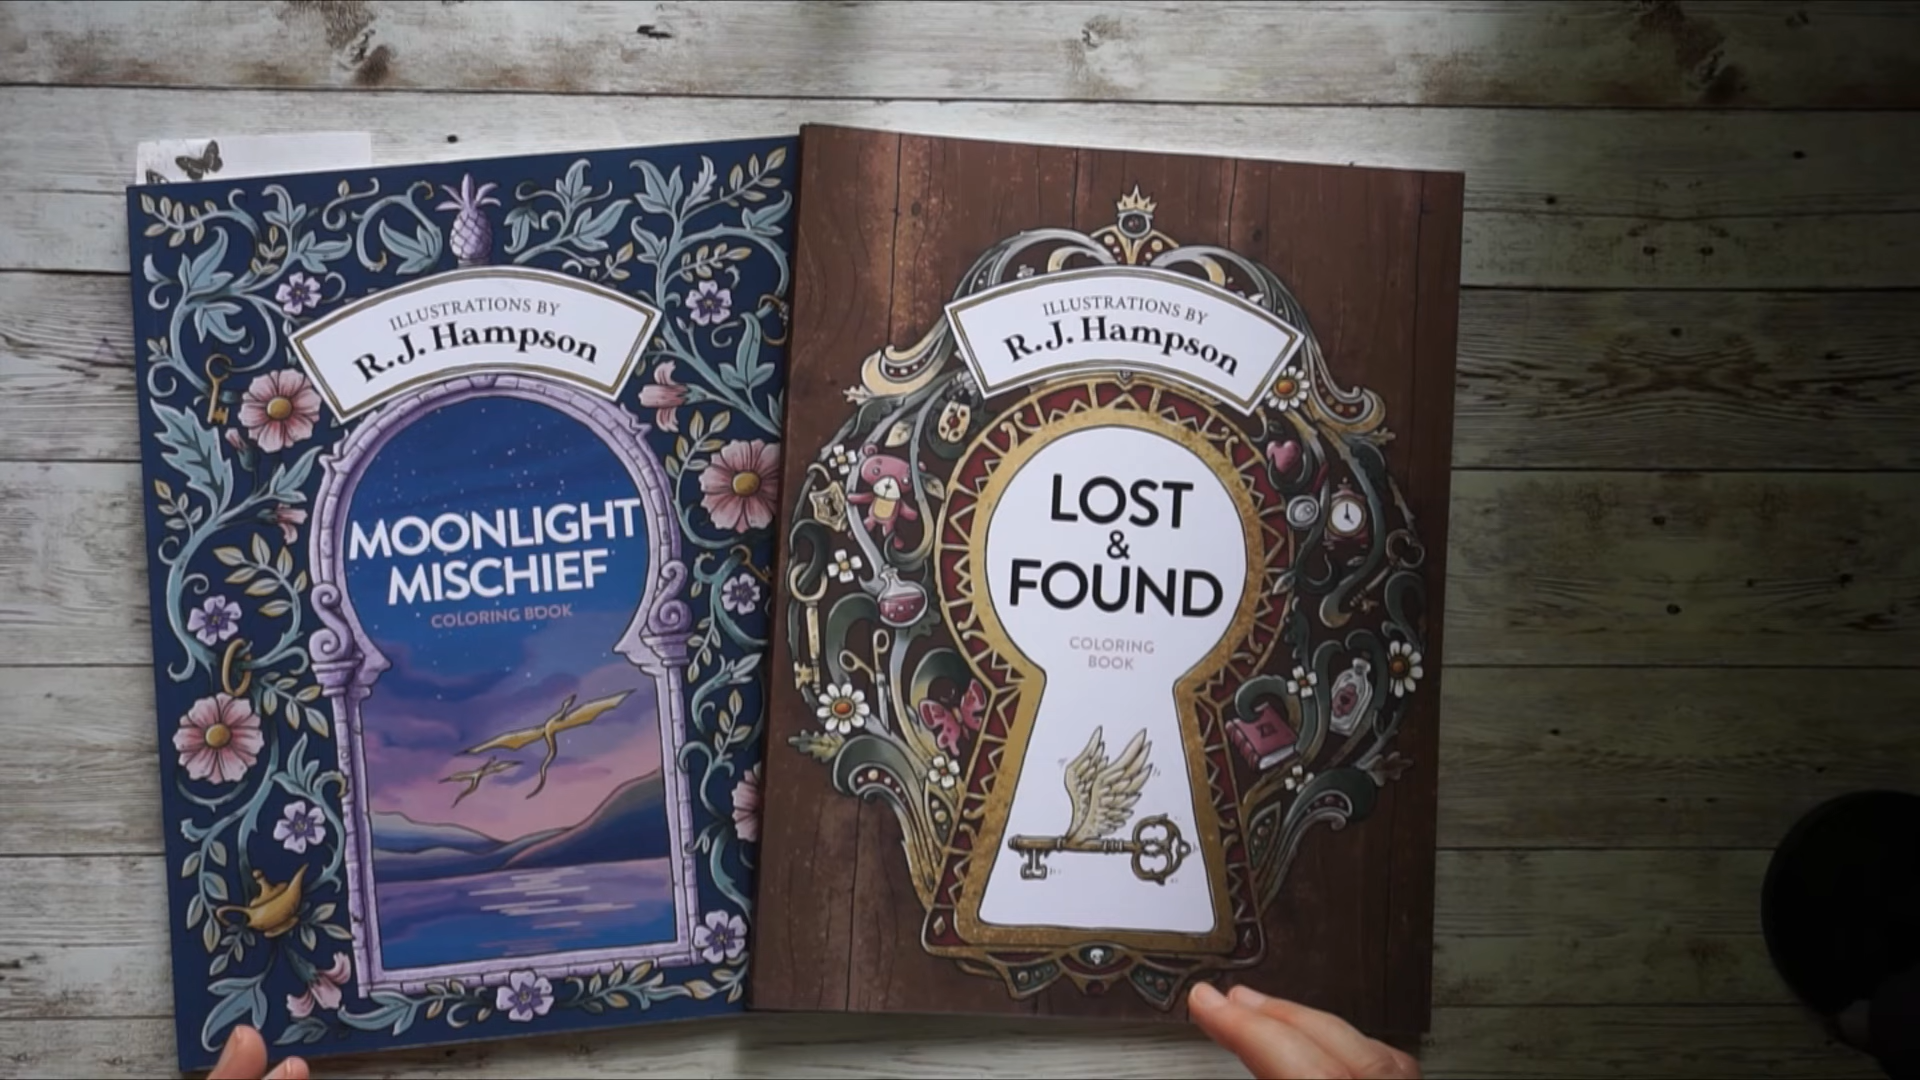 ILLUSTRATIONS BY
R.J. Hampson
MOONLIGHT
MISCHIEF
COLORING BOOK
ILLUSTRATIONS BY
R.J. Hampson
LOST
&
FOUND
COLORING
BOOK